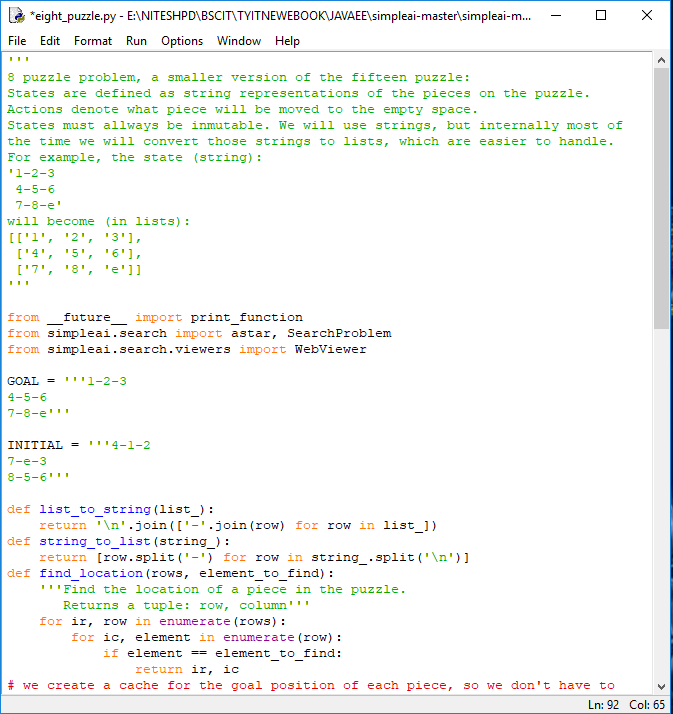 *eight_puzzle.py - E:\NITESHPD\BSCIT\TYITNEWEBOOK\JAVAEE\simpleai-master\simpleai-m...
File Edit Format Run Options Window Help
'''
8 puzzle problem, a smaller version of the fifteen puzzle:
States are defined as string representations of the pieces on the puzzle.
Actions denote what piece will be moved to the empty space.
States must allways be inmutable. We will use strings, but internally most of
the time we will convert those strings to lists, which are easier to handle.
For example, the state (string):
'1-2-3
 4-5-6
 7-8-e'
will become (in lists):
[['1', '2', '3'],
 ['4', '5', '6'],
 ['7', '8', 'e']]
'''
from __future__ import print_function
from simpleai.search import astar, SearchProblem
from simpleai.search.viewers import WebViewer
GOAL = '''1-2-3
4-5-6
7-8-e'''
INITIAL = '''4-1-2
7-e-3
8-5-6'''
def list_to_string(list_):
    return '\n'.join(['-'.join(row) for row in list_])
def string_to_list(string_):
    return [row.split('-') for row in string_.split('\n')]
def find_location(rows, element_to_find):
    '''Find the location of a piece in the puzzle.
       Returns a tuple: row, column'''
    for ir, row in enumerate(rows):
        for ic, element in enumerate(row):
            if element == element_to_find:
                return ir, ic
# we create a cache for the goal position of each piece, so we don't have to
Ln: 92 Col: 65